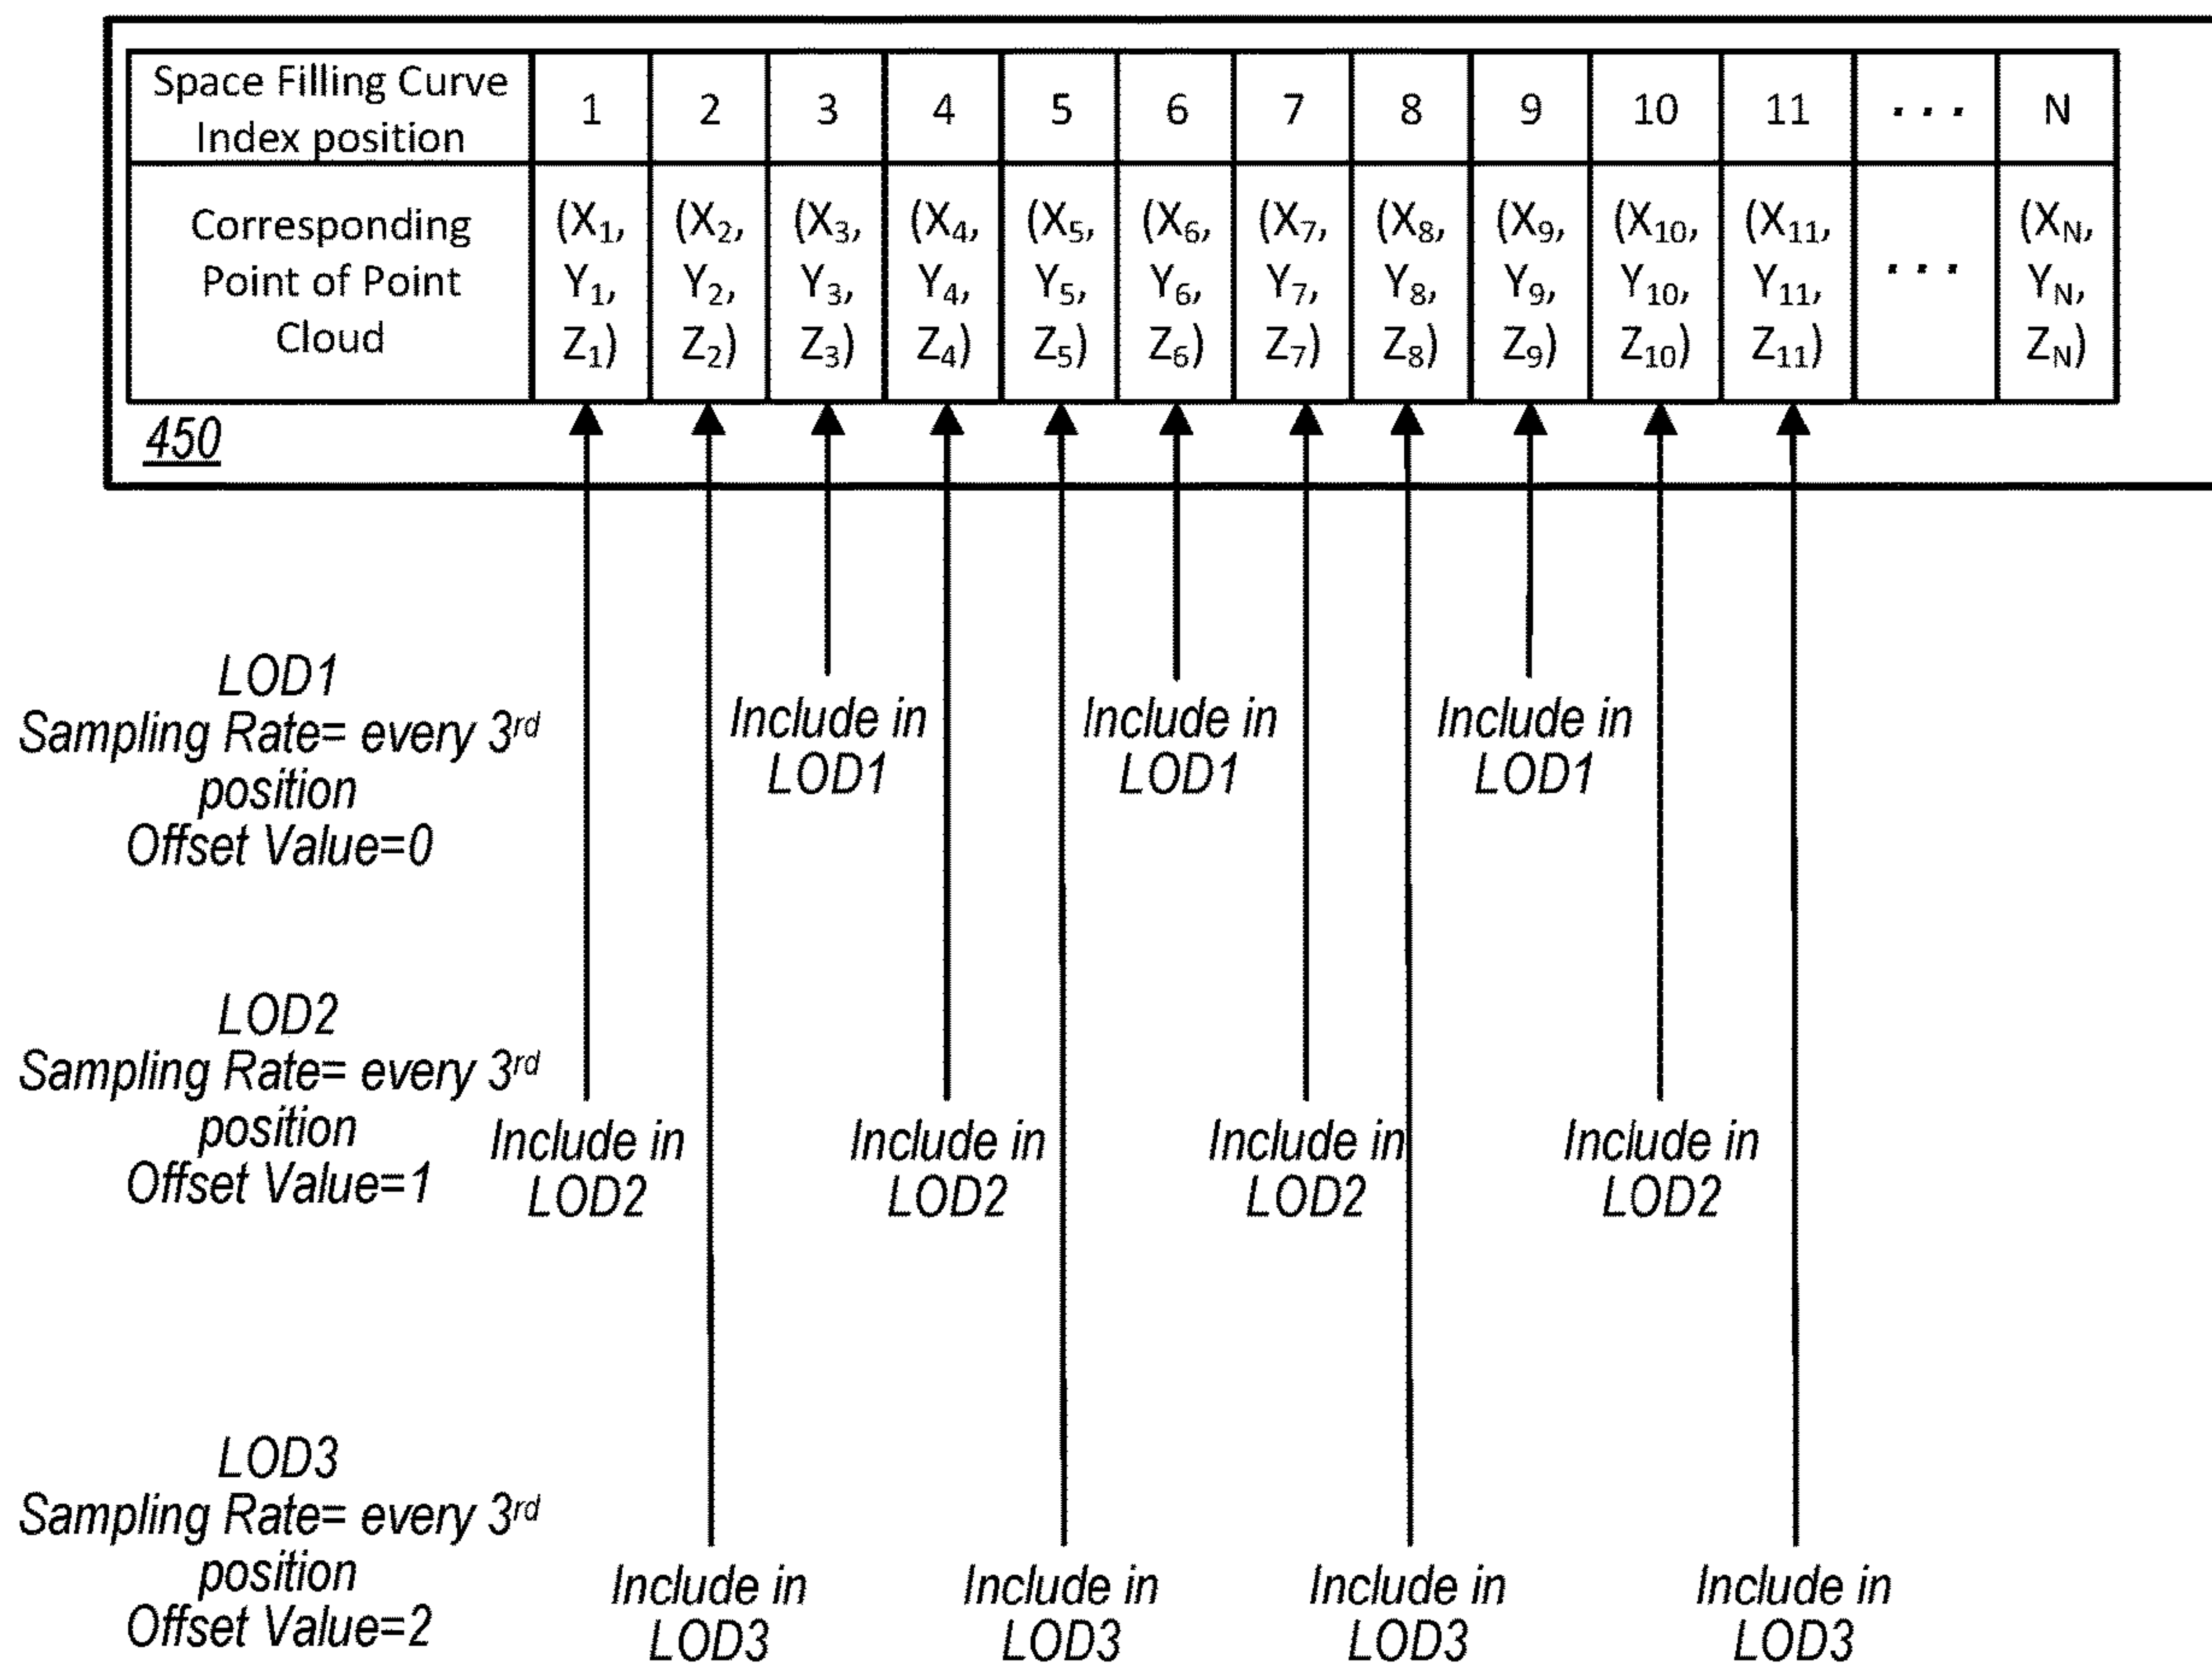 Space Filling Curve Index position 1 2 3 4 5 6 7 8 9 10 11 ... N
Corresponding Point of Point Cloud (X1, Y1, Z1) (X2, Y2, Z2) (X3, Y3, Z3) (X4, Y4, Z4) (X5, Y5, Z5) (X6, Y6, Z6) (X7, Y7, Z7) (X8, Y8, Z8) (X9, Y9, Z9) (X10, Y10, Z10) (X11, Y11, Z11) ... (XN, YN, ZN)
450
LOD1
Sampling Rate= every 3rd
position
Offset Value=0
Include in
LOD1
Include in
LOD1
Include in
LOD1
LOD2
Sampling Rate= every 3rd
position
Offset Value=1
Include in
LOD2
Include in
LOD2
Include in
LOD2
Include in
LOD2
LOD3
Sampling Rate= every 3rd
position
Offset Value=2
Include in
LOD3
Include in
LOD3
Include in
LOD3
Include in
LOD3